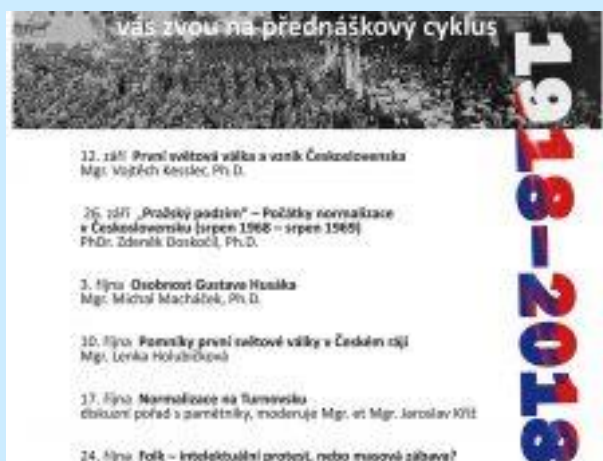 vás zvou na přednáškový cyklus
1918–2018
12. září První světová válka a vznik Československa
Mgr. Vojtěch Kessler, Ph.D.
26. září „Pražský podzim" – Počátky normalizace
v Československu (srpen 1968 – srpen 1969)
PhDr. Zdeněk Doskočil, Ph.D.
3. října Osobnost Gustava Husáka
Mgr. Michal Macháček, Ph.D.
10. října Pomníky první světové války v Českém ráji
Mgr. Lenka Holubičková
17. října Normalizace na Turnovsku
diskuzní pořad s pamětníky, moderuje Mgr. et Mgr. Jaroslav Kříž
24. října Folk – intelektuální protest, nebo masová zábava?